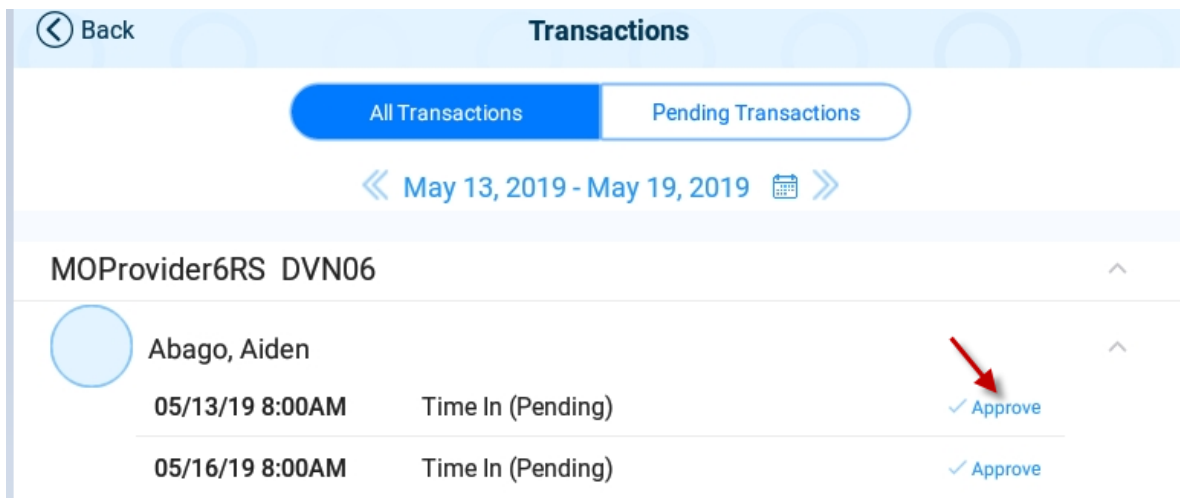 Back
Transactions
All Transactions
Pending Transactions
May 13, 2019 - May 19, 2019
MOProvider6RS DVN06
Abago, Aiden
05/13/19 8:00AM Time In (Pending) Approve
05/16/19 8:00AM Time In (Pending) Approve